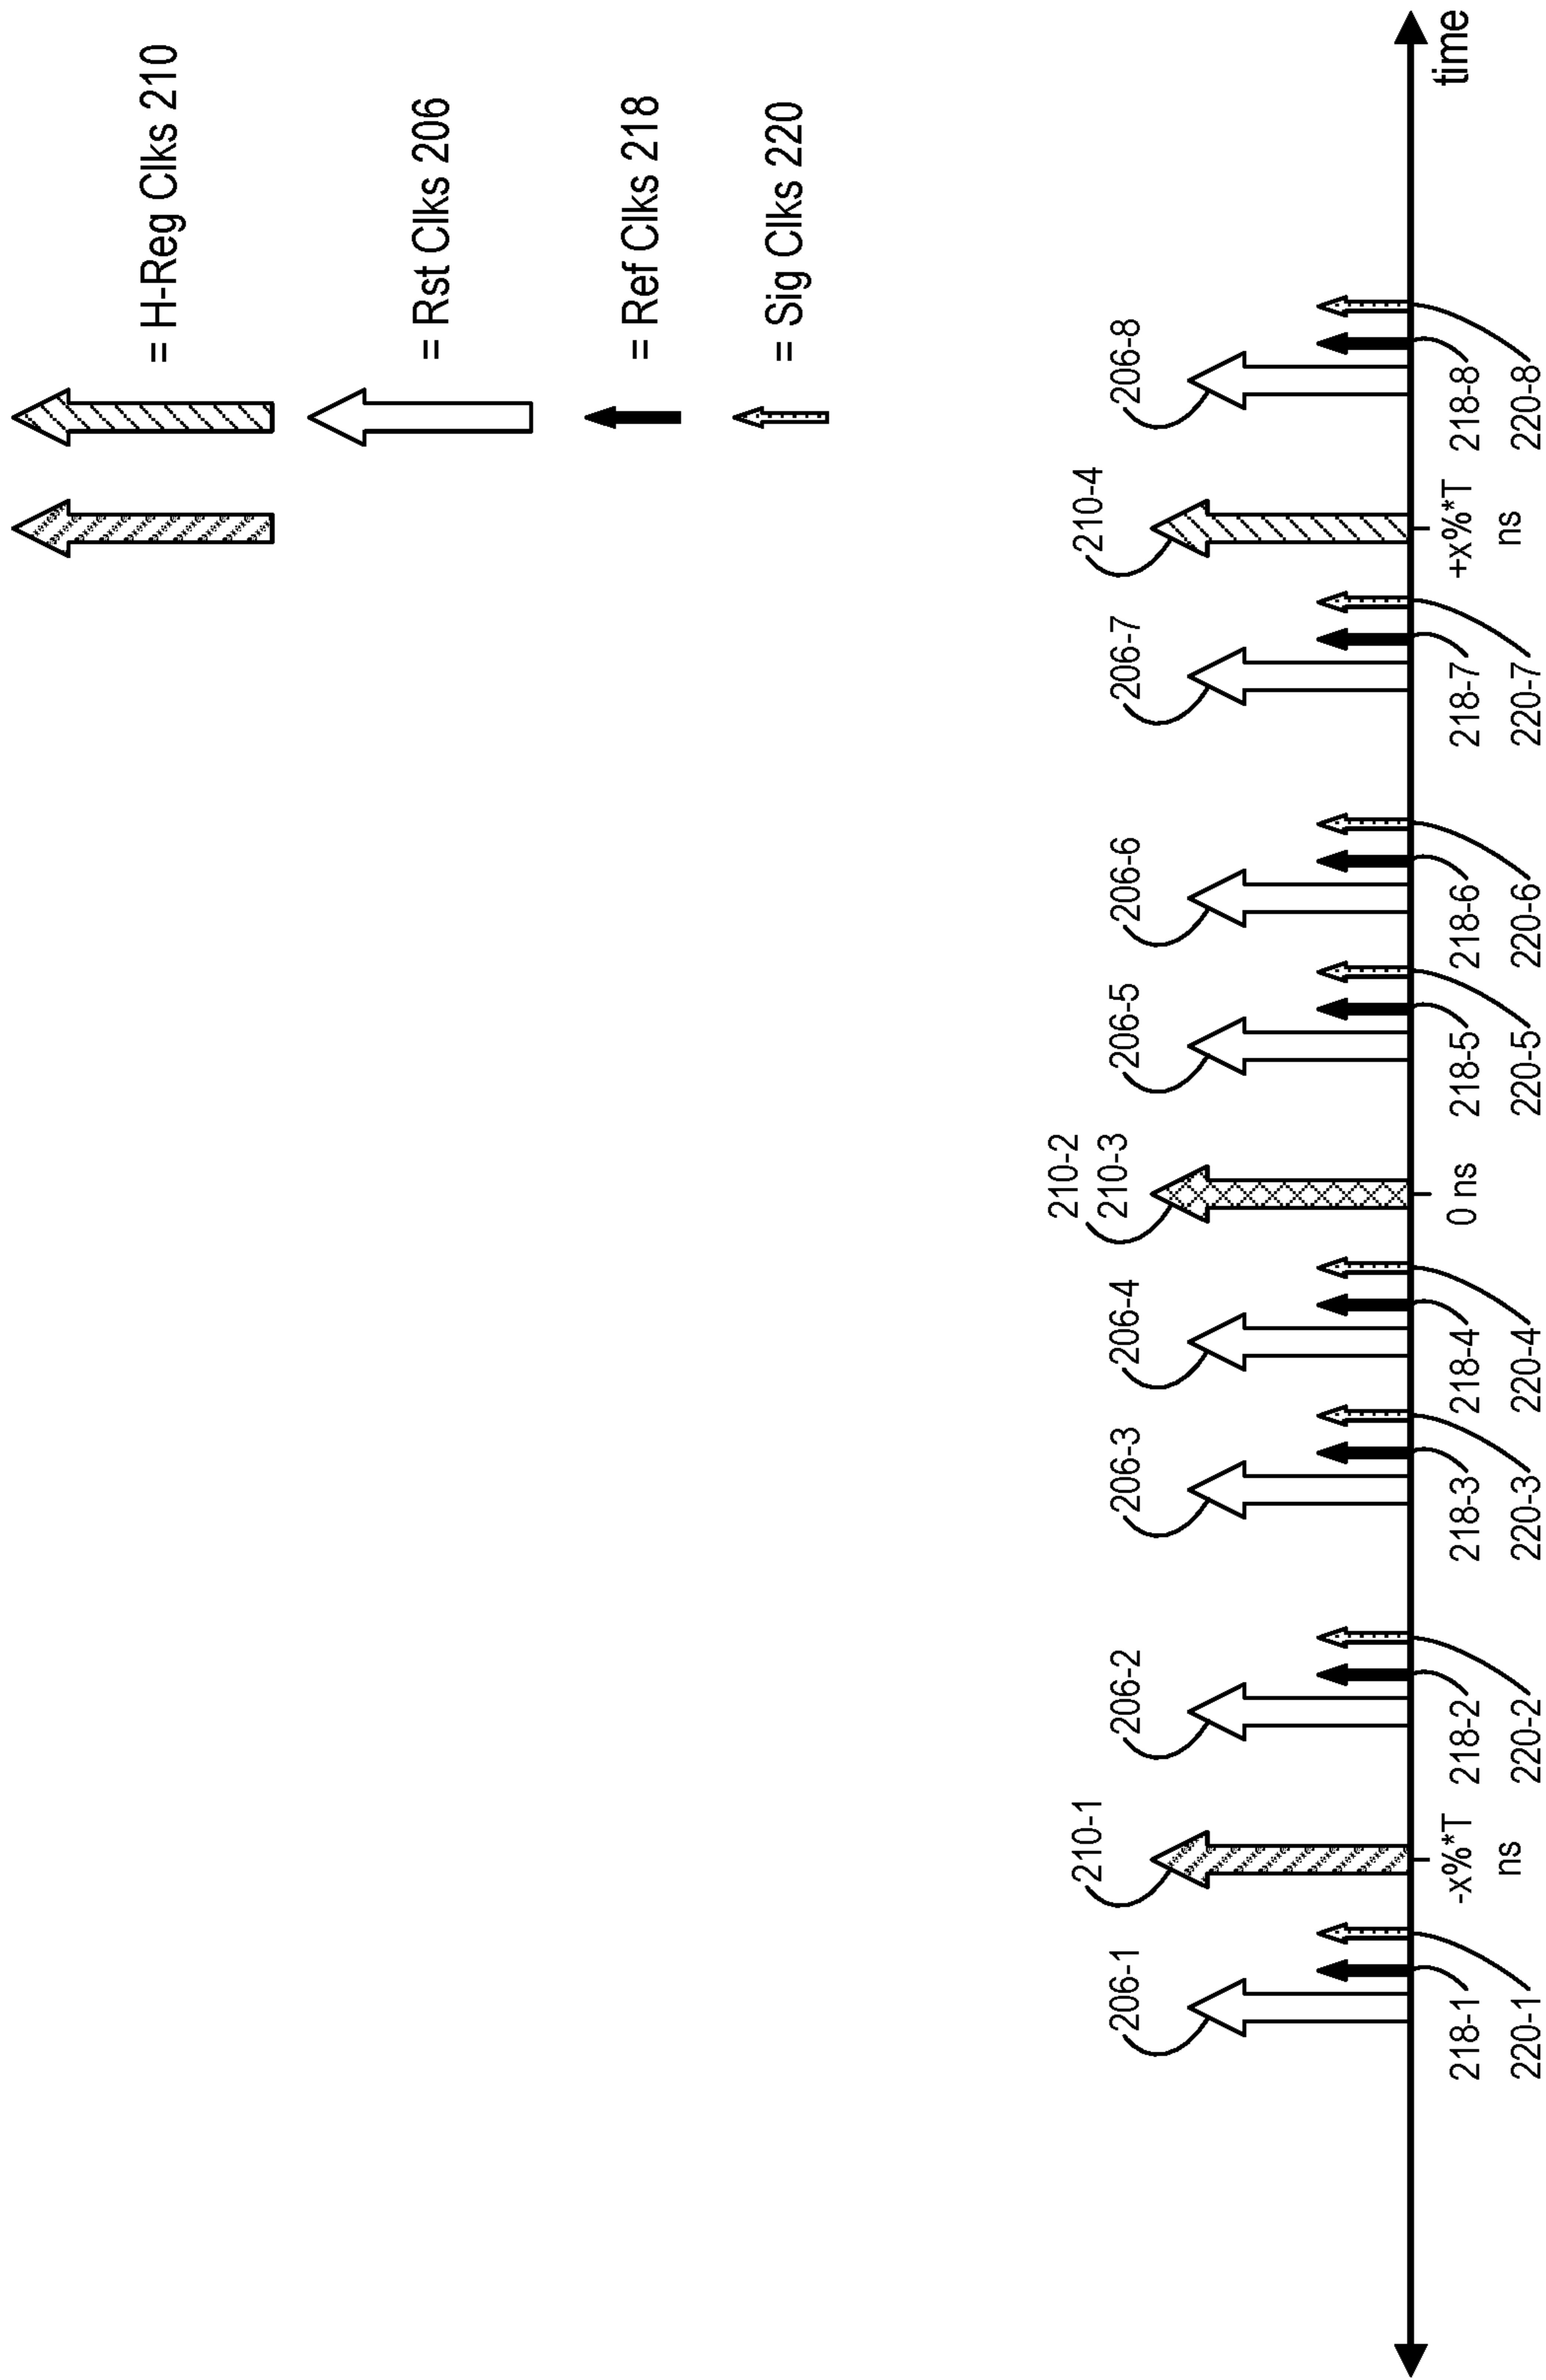 = H-Reg Clks 210
= Rst Clks 206
= Ref Clks 218
= Sig Clks 220
206-1
210-1
206-2
206-3
206-4
210-2
210-3
206-5
206-6
206-7
210-4
206-8
218-1
-x%*T
218-2
218-3
218-4
0 ns
218-5
218-6
218-7
+x%*T
218-8
time
220-1
ns
220-2
220-3
220-4
220-5
220-6
220-7
ns
220-8